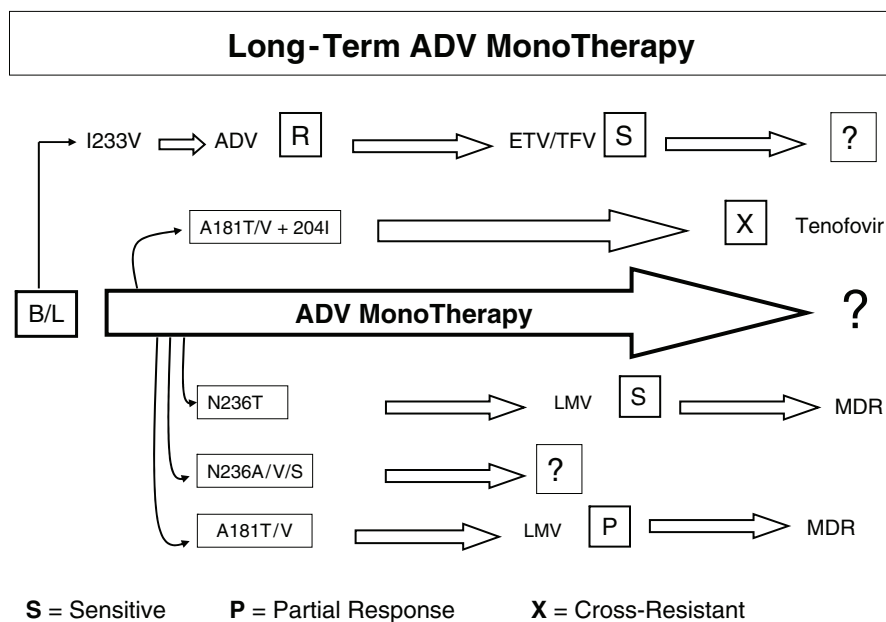 Long-Term ADV MonoTherapy
I233V ADV R ETV/TFV S ?
A181T/V + 204I X Tenofovir
B/L ADV MonoTherapy ?
N236T LMV S MDR
N236A/V/S ?
A181T/V LMV P MDR
S = Sensitive P = Partial Response X = Cross-Resistant